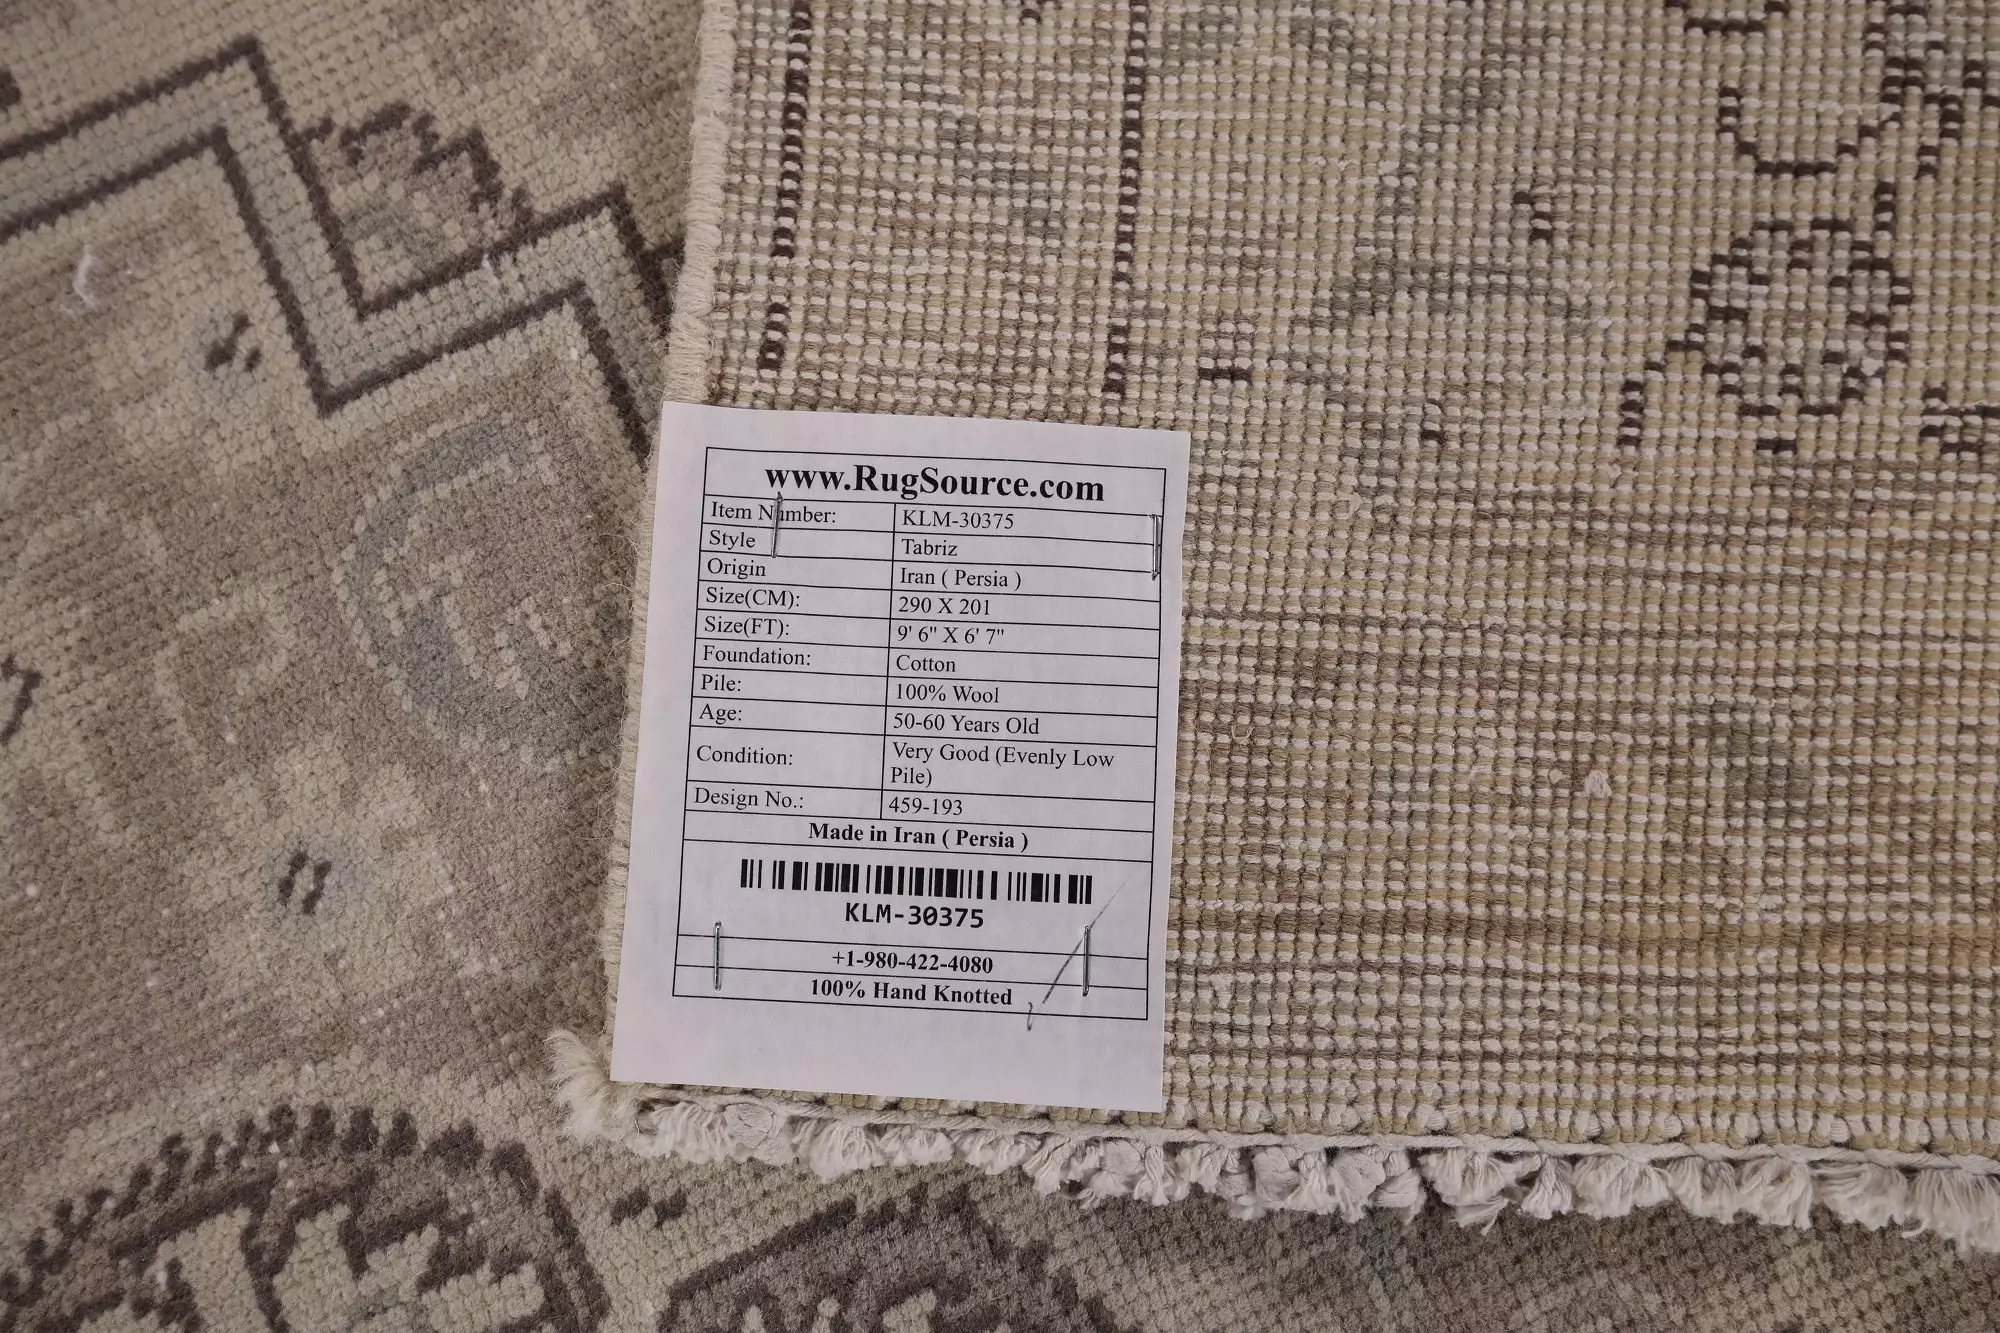 www.RugSource.com
Item Number: KLM-30375
Style Tabriz
Origin Iran ( Persia )
Size(CM): 290 X 201
Size(FT): 9' 6" X 6' 7"
Foundation: Cotton
Pile: 100% Wool
Age: 50-60 Years Old
Condition: Very Good (Evenly Low
Pile)
Design No.: 459-193
Made in Iran ( Persia )
KLM-30375
+1-980-422-4080
100% Hand Knotted